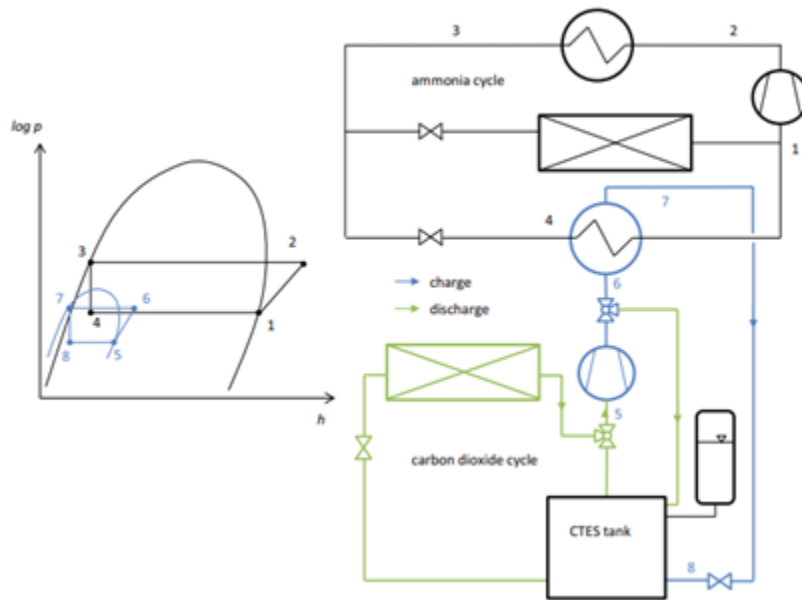 log p
3
2
7
6
4
1
8
5
h
3
2
ammonia cycle
1
7
4
6
charge
discharge
5
carbon dioxide cycle
CTES tank
8